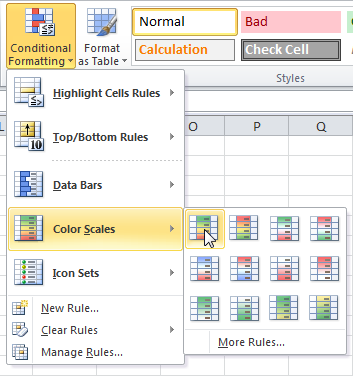 Conditional
Formatting
Format
as Table
Normal
Bad
Calculation
Check Cell
Styles
Highlight Cells Rules
Top/Bottom Rules
10
Data Bars
Color Scales
Icon Sets
New Rule...
Clear Rules
Manage Rules...
O P Q
More Rules...